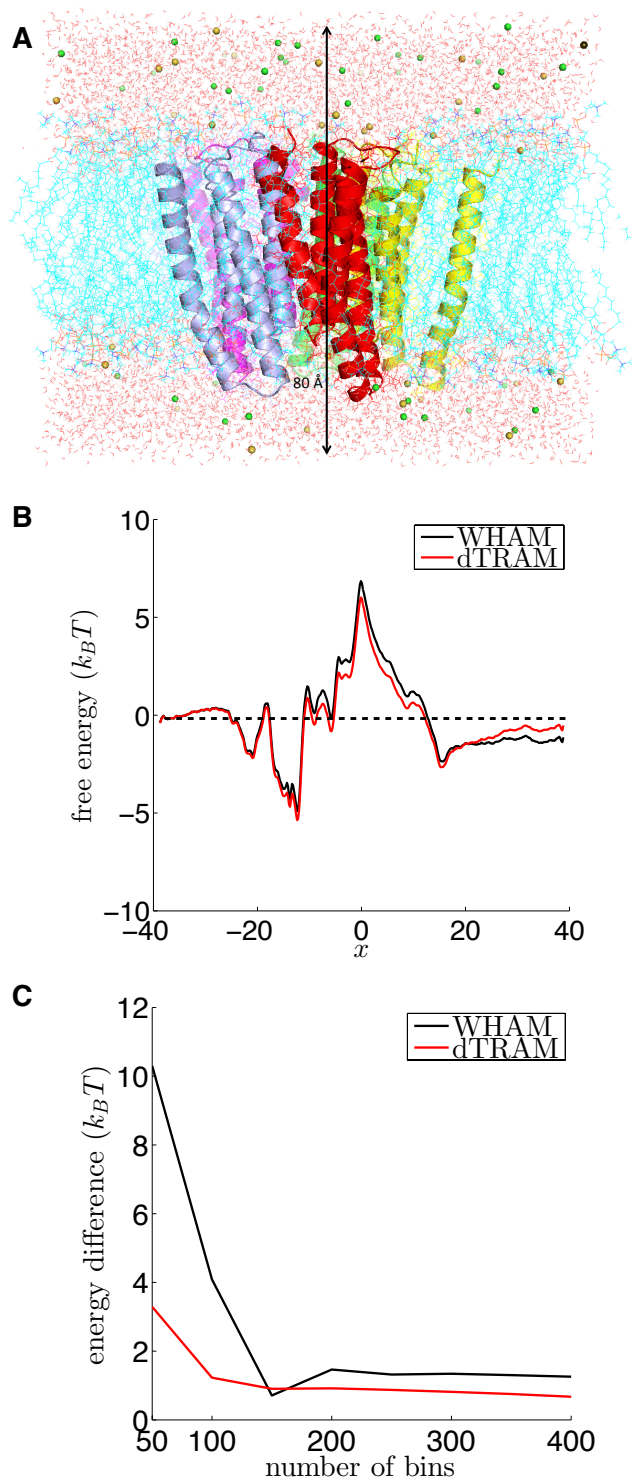 A
80 Å
B
10
5
0
−5
−10
−40
−20
0
20
40
free energy (k_BT)
x
WHAM
dTRAM
C
12
10
8
6
4
2
0
50
100
200
300
400
energy difference (k_BT)
number of bins
WHAM
dTRAM